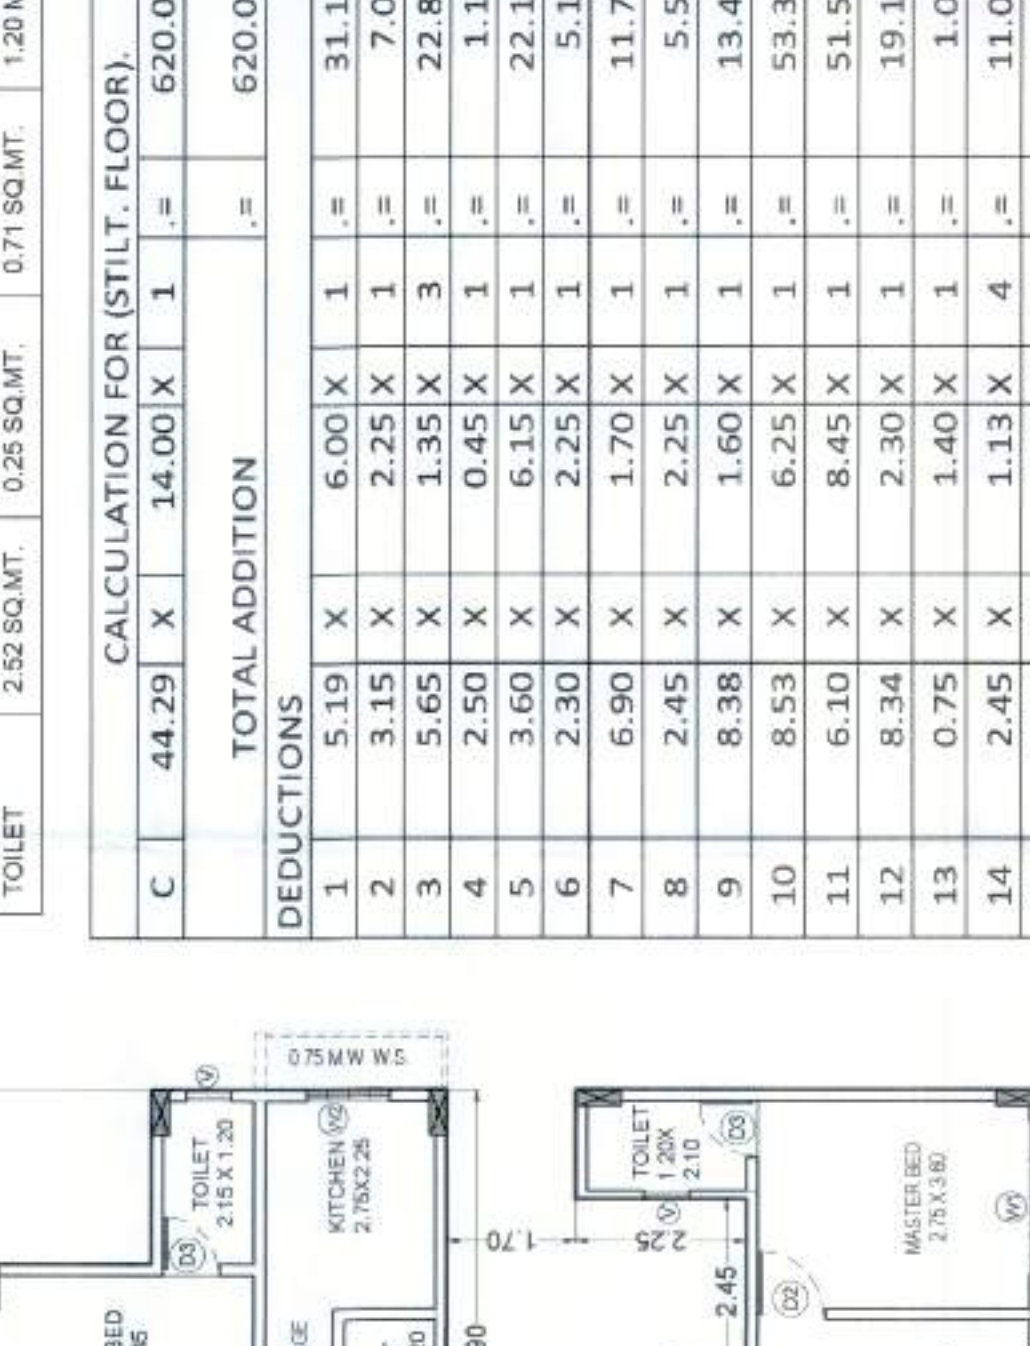 TOILET 2.52 SQ.MT. 0.25 SQ.MT. 0.71 SQ.MT. 1.20
CALCULATION FOR (STILT. FLOOR).
C 44.29 X 14.00 X 1 .= 620.0
TOTAL ADDITION .= 620.0
DEDUCTIONS
1 5.19 X 6.00 X 1 .= 31.1
2 3.15 X 2.25 X 1 .= 7.0
3 5.65 X 1.35 X 3 .= 22.8
4 2.50 X 0.45 X 1 .= 1.1
5 3.60 X 6.15 X 1 .= 22.1
6 2.30 X 2.25 X 1 .= 5.1
7 6.90 X 1.70 X 1 .= 11.7
8 2.45 X 2.25 X 1 .= 5.5
9 8.38 X 1.60 X 1 .= 13.4
10 8.53 X 6.25 X 1 .= 53.3
11 6.10 X 8.45 X 1 .= 51.5
12 8.34 X 2.30 X 1 .= 19.1
13 0.75 X 1.40 X 1 .= 1.0
14 2.45 X 1.13 X 4 .= 11.0
0.75 M.W W.S.
V
TOILET
2.15 X 1.20
D3
W2
KITCHEN
2.75X2.25
BED
1.70
2.25
2.45
TOILET
1.20X
2.10
D3
V
MASTER BED
2.75 X 3.60
W1
D2